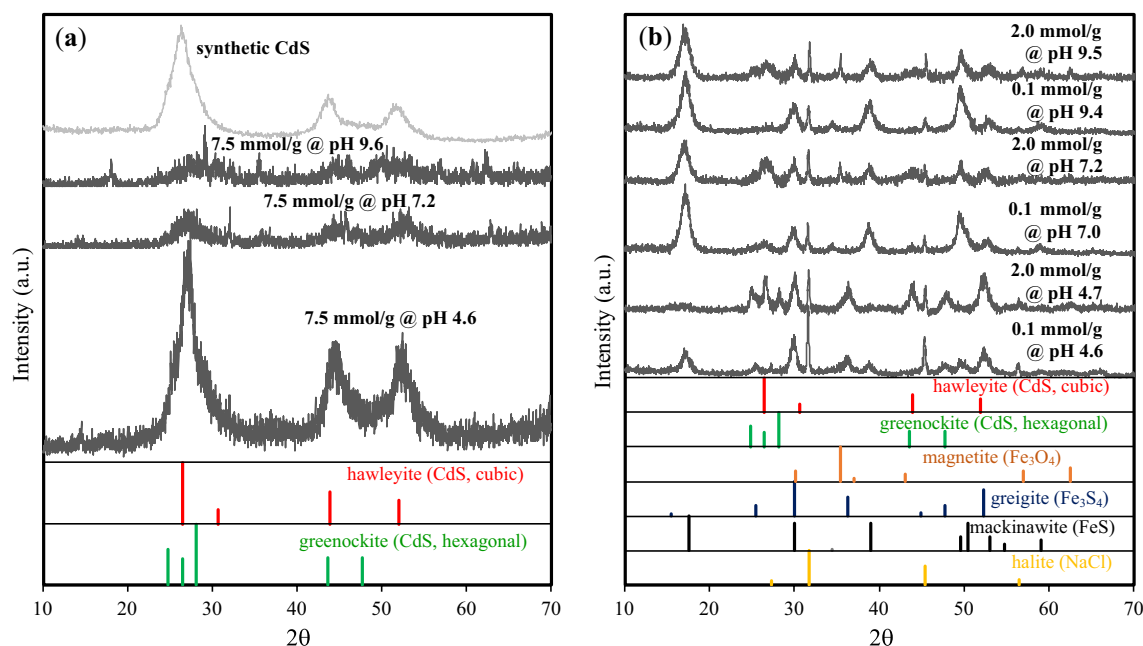 (a)
synthetic CdS
7.5 mmol/g @ pH 9.6
7.5 mmol/g @ pH 7.2
7.5 mmol/g @ pH 4.6
hawleyite (CdS, cubic)
greenockite (CdS, hexagonal)
Intensity (a.u.)
10 20 30 40 50 60 70
2θ
(b)
2.0 mmol/g
@ pH 9.5
0.1 mmol/g
@ pH 9.4
2.0 mmol/g
@ pH 7.2
0.1 mmol/g
@ pH 7.0
2.0 mmol/g
@ pH 4.7
0.1 mmol/g
@ pH 4.6
hawleyite (CdS, cubic)
greenockite (CdS, hexagonal)
magnetite (Fe₃O₄)
greigite (Fe₃S₄)
mackinawite (FeS)
halite (NaCl)
Intensity (a.u.)
10 20 30 40 50 60 70
2θ